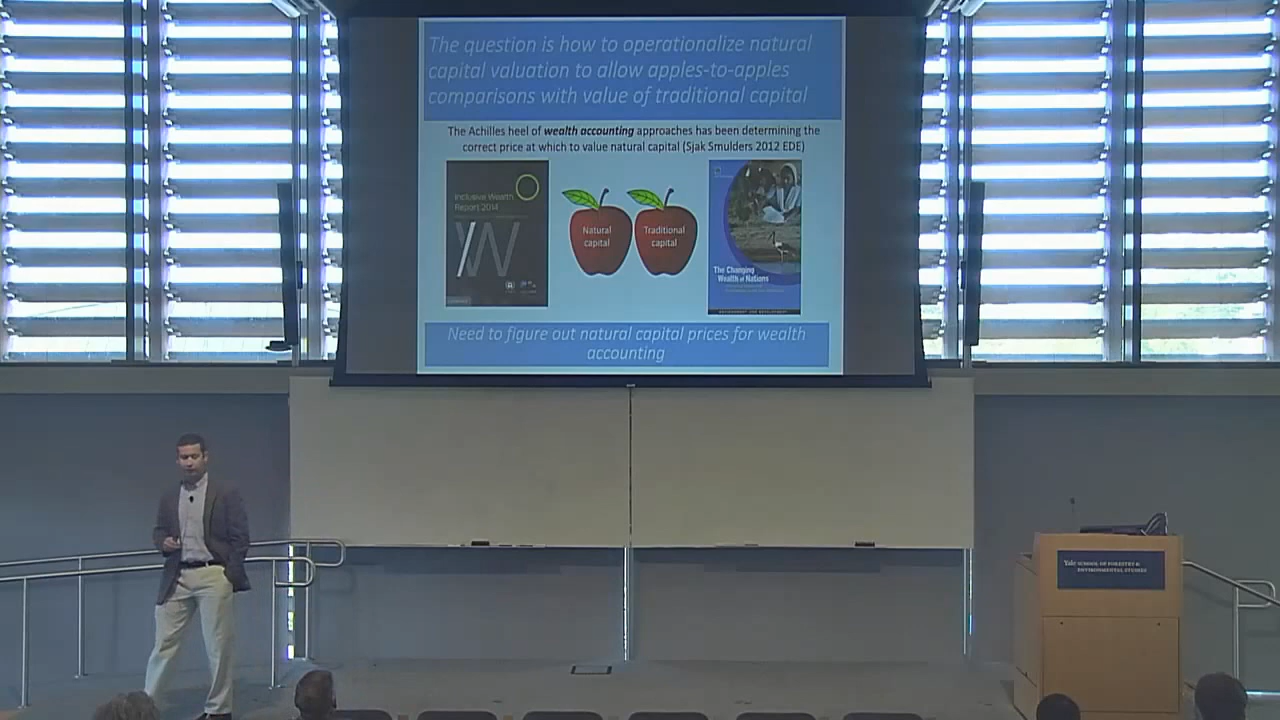 The question is how to operationalize natural
capital valuation to allow apples-to-apples
comparisons with value of traditional capital
The Achilles heel of wealth accounting approaches has been determining the
correct price at which to value natural capital (Sjak Smulders 2012 EDE)
Inclusive Wealth
Report 2014
IW
Natural
capital
Traditional
capital
The Changing
Wealth of Nations
Need to figure out natural capital prices for wealth
accounting
Yale SCHOOL OF FORESTRY &
ENVIRONMENTAL STUDIES